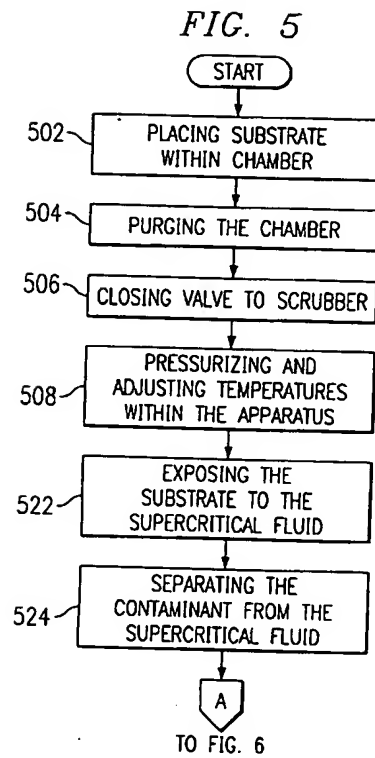 FIG. 5
START
502
PLACING SUBSTRATE
WITHIN CHAMBER
504
PURGING THE CHAMBER
506
CLOSING VALVE TO SCRUBBER
508
PRESSURIZING AND
ADJUSTING TEMPERATURES
WITHIN THE APPARATUS
522
EXPOSING THE
SUBSTRATE TO THE
SUPERCRITICAL FLUID
524
SEPARATING THE
CONTAMINANT FROM THE
SUPERCRITICAL FLUID
A
TO FIG. 6